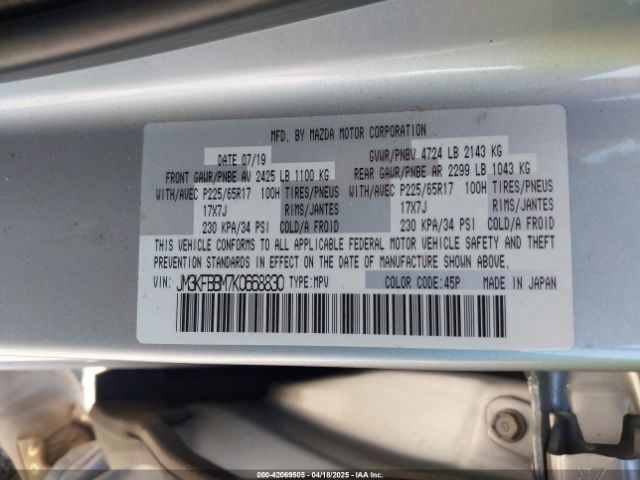 MFD. BY MAZDA MOTOR CORPORATION
DATE 07/19 GVWR/PNBV 4724 LB 2143 KG
FRONT GAWR/PNBE AV 2425 LB 1100 KG REAR GAWR/PNBE AR 2299 LB 1043 KG
WITH/AVEC P225/65R17 100H TIRES/PNEUS WITH/AVEC P225/65R17 100H TIRES/PNEUS
17X7J RIMS/JANTES 17X7J RIMS/JANTES
230 KPA/34 PSI COLD/A FROID 230 KPA/34 PSI COLD/A FROID
THIS VEHICLE CONFORMS TO ALL APPLICABLE FEDERAL MOTOR VEHICLE SAFETY AND THEFT
PREVENTION STANDARDS IN EFFECT ON THE DATE OF MANUFACTURE SHOWN ABOVE.
VIN: JM3KFBBM7K0668830 TYPE:MPV COLOR CODE:45P MADE IN JAPAN
000-42069505 - 04/18/2025 - IAAI.COM